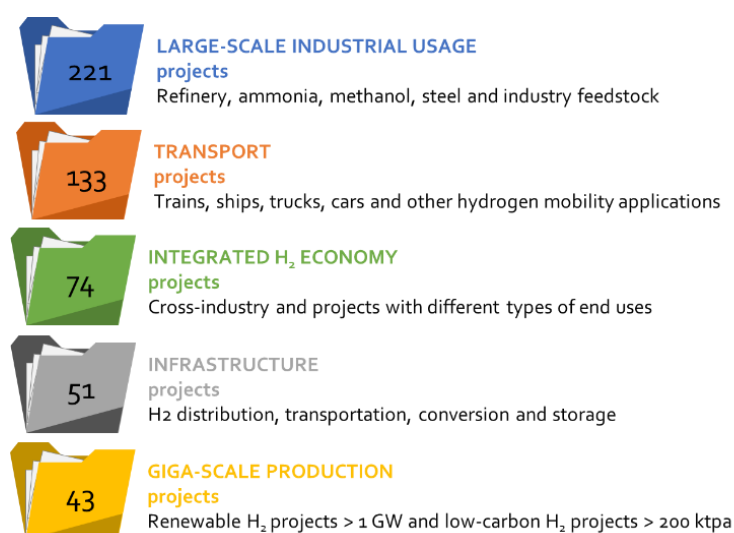 221
LARGE-SCALE INDUSTRIAL USAGE
projects
Refinery, ammonia, methanol, steel and industry feedstock
133
TRANSPORT
projects
Trains, ships, trucks, cars and other hydrogen mobility applications
74
INTEGRATED H₂ ECONOMY
projects
Cross-industry and projects with different types of end uses
51
INFRASTRUCTURE
projects
H2 distribution, transportation, conversion and storage
43
GIGA-SCALE PRODUCTION
projects
Renewable H₂ projects > 1 GW and low-carbon H₂ projects > 200 ktpa